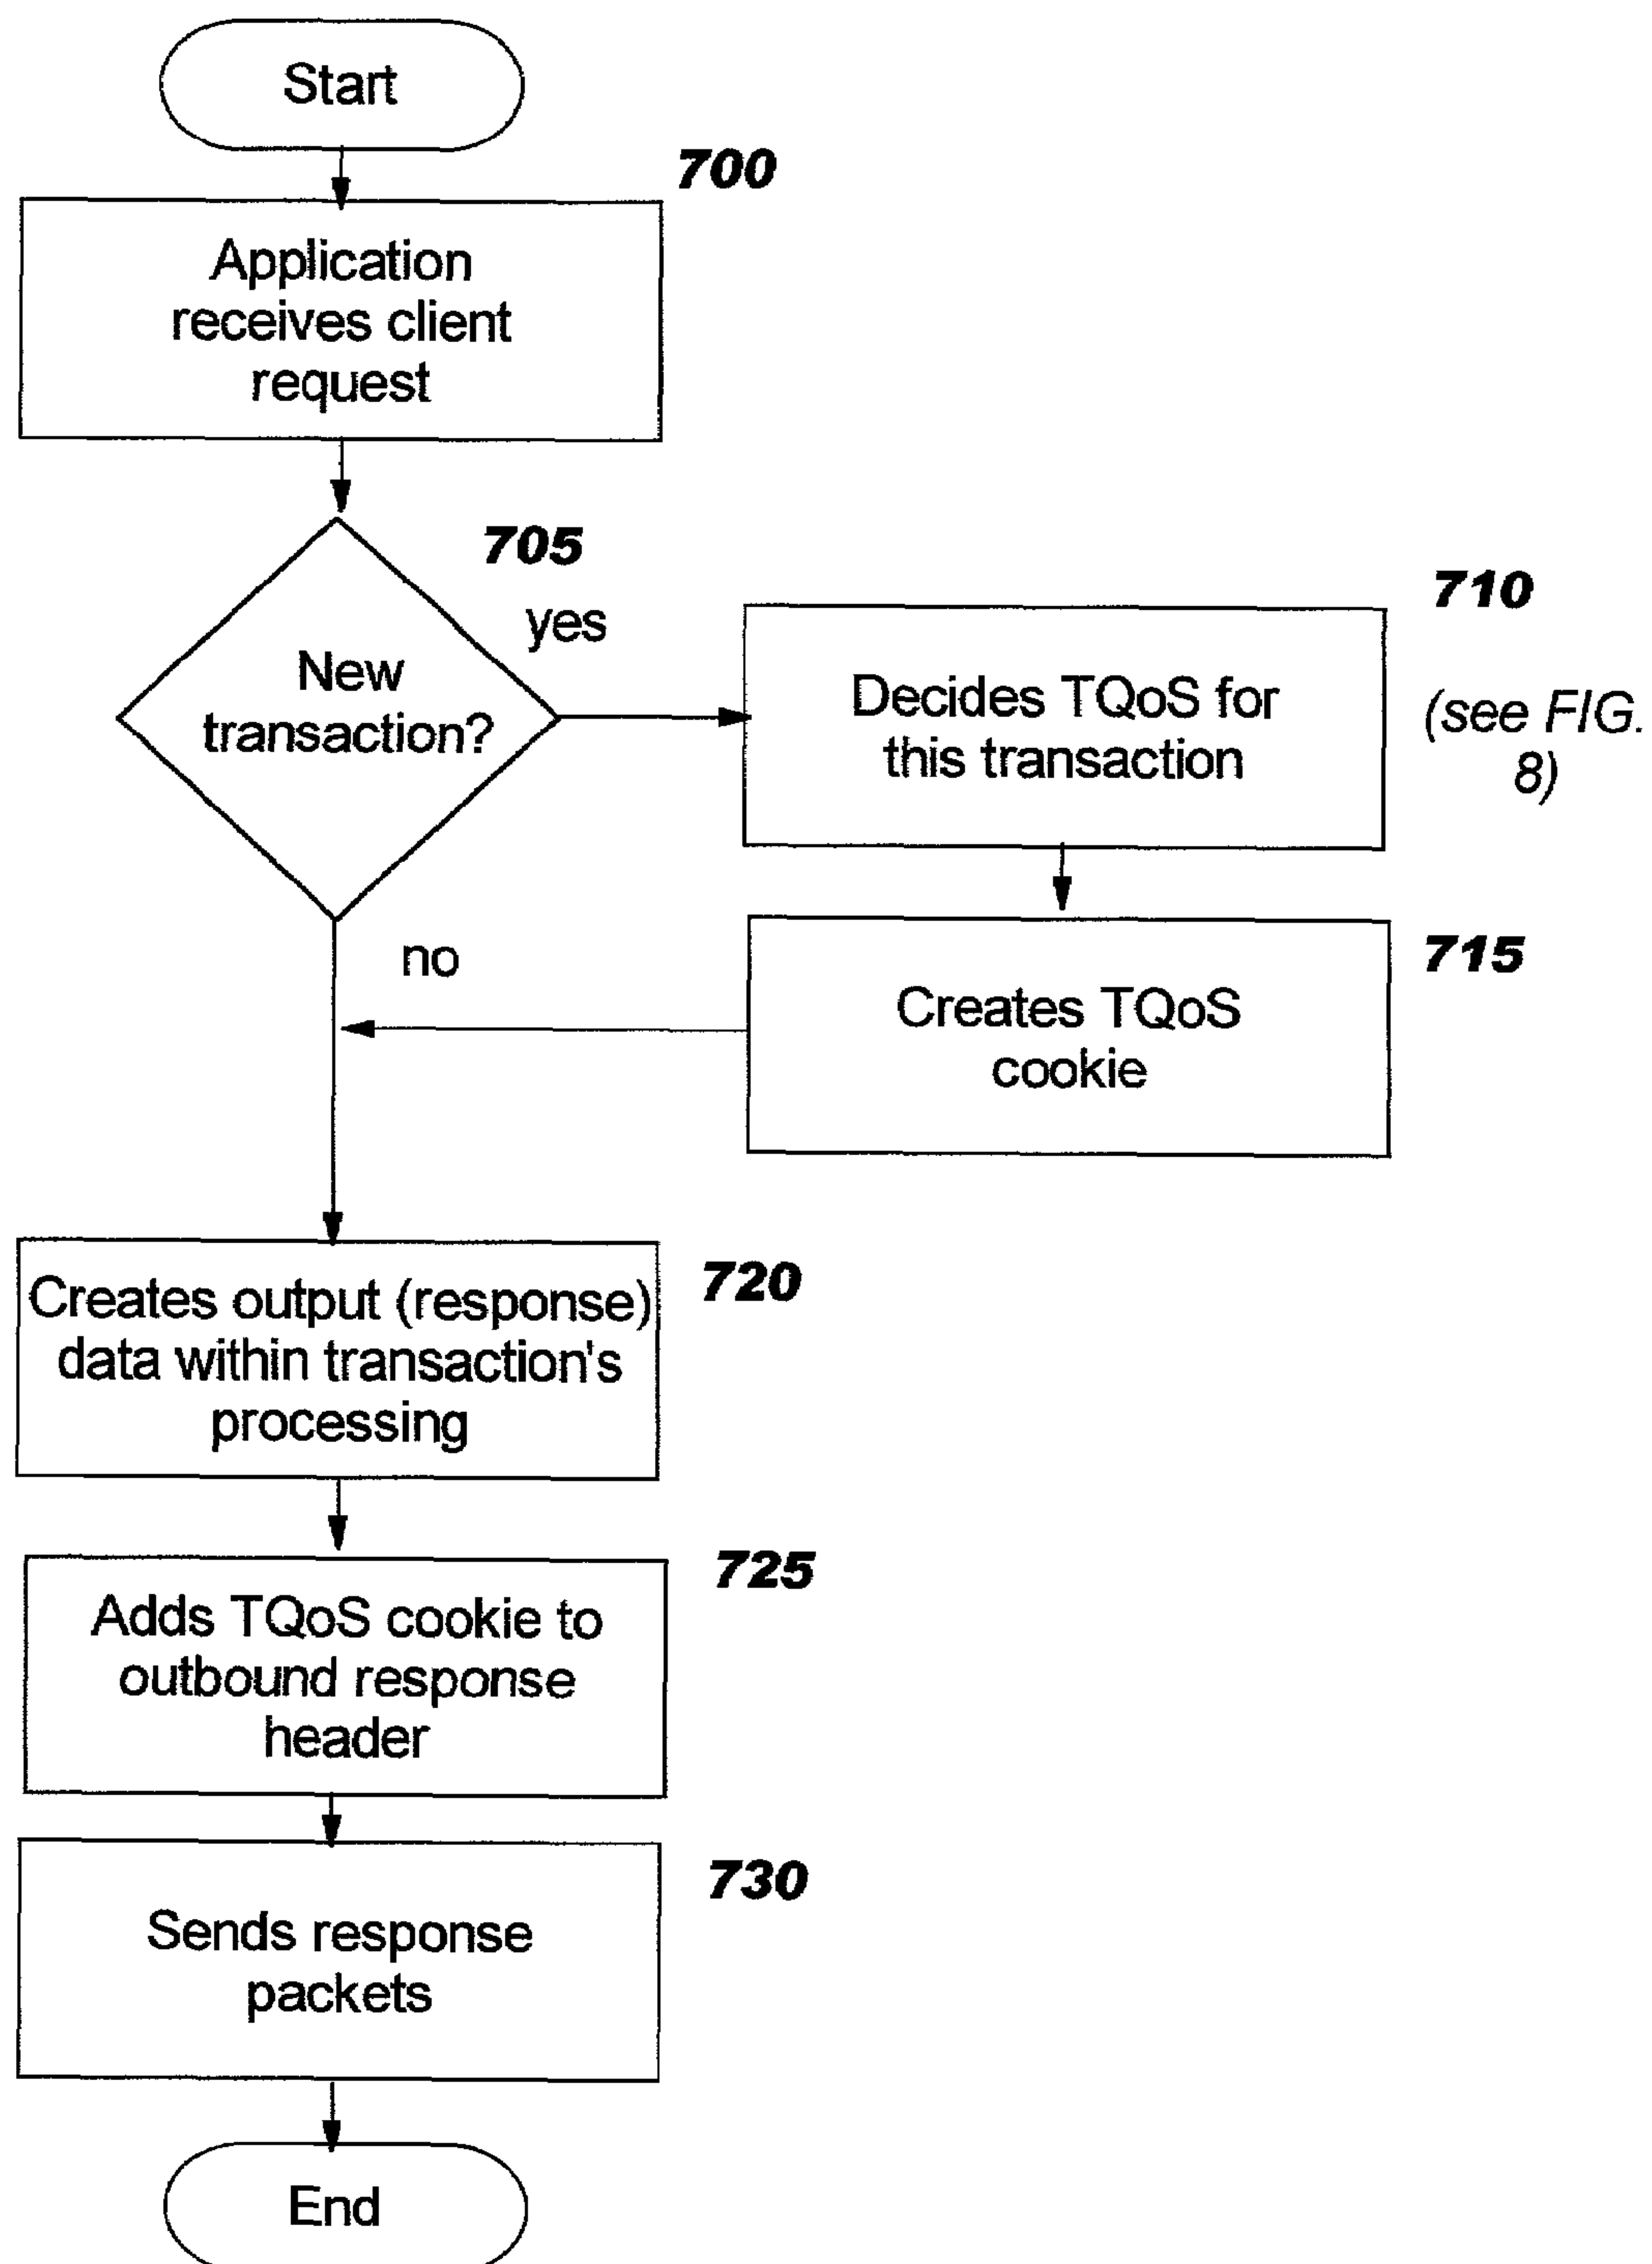 Start
700
Application
receives client
request
705
yes
New
transaction?
710
Decides TQoS for
this transaction
(see FIG.
8)
no
715
Creates TQoS
cookie
720
Creates output (response)
data within transaction's
processing
725
Adds TQoS cookie to
outbound response
header
730
Sends response
packets
End